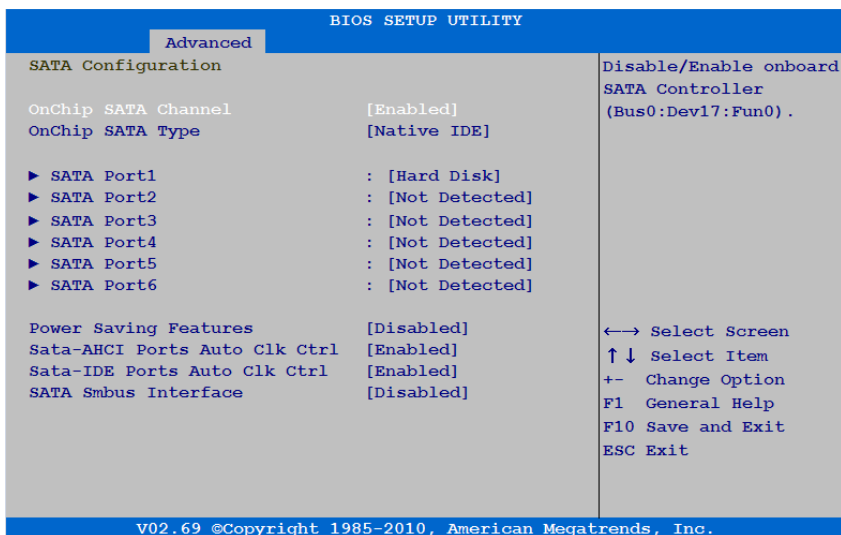 BIOS SETUP UTILITY
Advanced
SATA Configuration
OnChip SATA Channel [Enabled]
OnChip SATA Type [Native IDE]
► SATA Port1 : [Hard Disk]
► SATA Port2 : [Not Detected]
► SATA Port3 : [Not Detected]
► SATA Port4 : [Not Detected]
► SATA Port5 : [Not Detected]
► SATA Port6 : [Not Detected]
Power Saving Features [Disabled]
Sata-AHCI Ports Auto Clk Ctrl [Enabled]
Sata-IDE Ports Auto Clk Ctrl [Enabled]
SATA Smbus Interface [Disabled]
Disable/Enable onboard
SATA Controller
(Bus0:Dev17:Fun0).
←→ Select Screen
↑↓ Select Item
+- Change Option
F1 General Help
F10 Save and Exit
ESC Exit
V02.69 ©Copyright 1985-2010, American Megatrends, Inc.